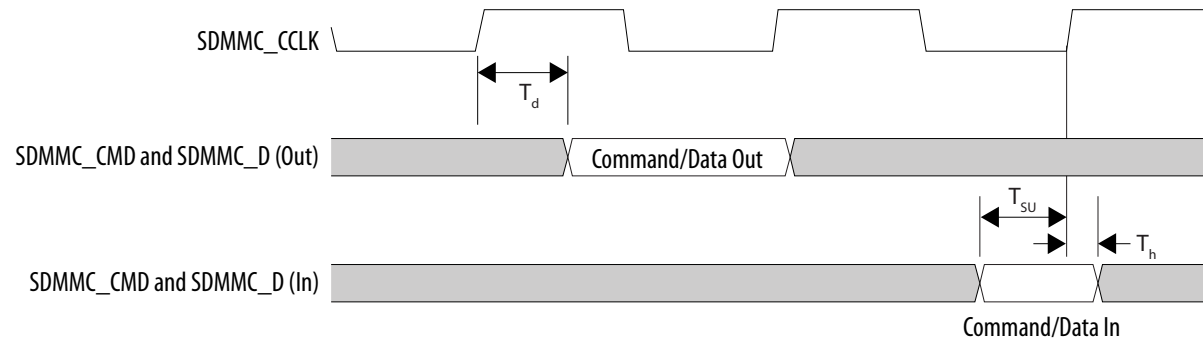 SDMMC_CCLK
T_d
SDMMC_CMD and SDMMC_D (Out)
Command/Data Out
T_SU
T_h
SDMMC_CMD and SDMMC_D (In)
Command/Data In